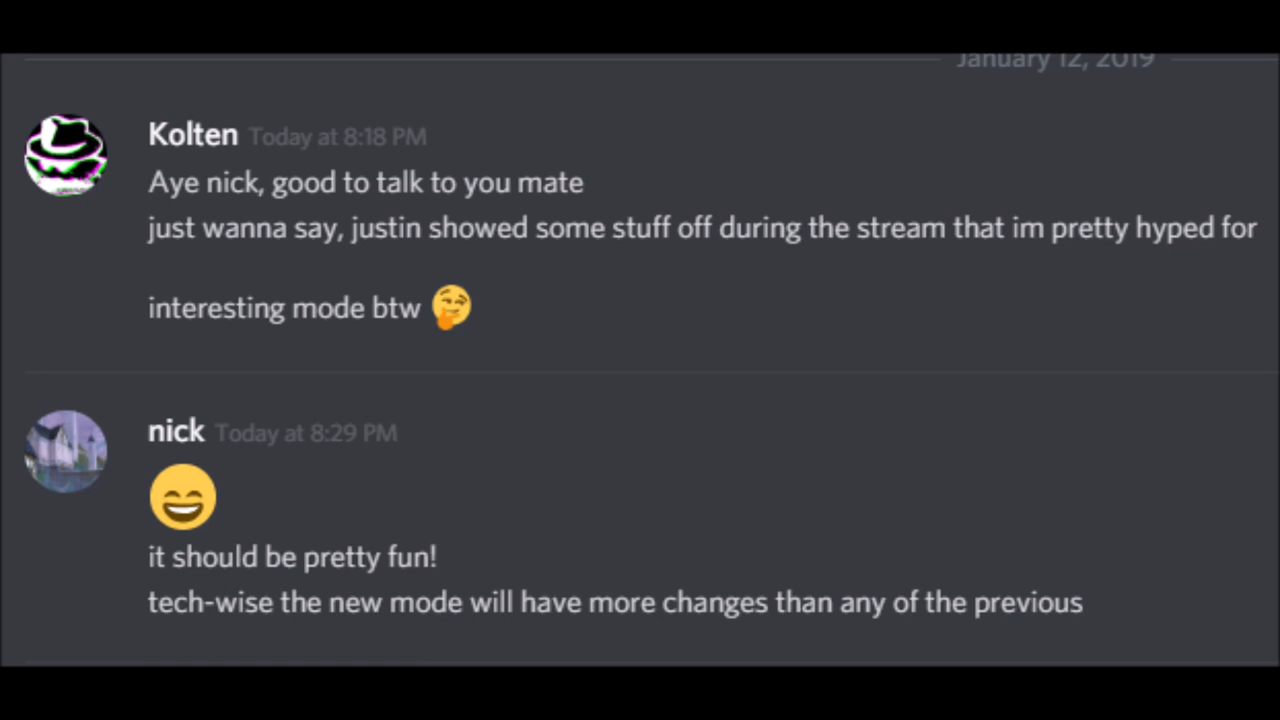 January 12, 2019
Kolten Today at 8:18 PM
Aye nick, good to talk to you mate
just wanna say, justin showed some stuff off during the stream that im pretty hyped for
interesting mode btw 🤔
nick Today at 8:29 PM
😄
it should be pretty fun!
tech-wise the new mode will have more changes than any of the previous